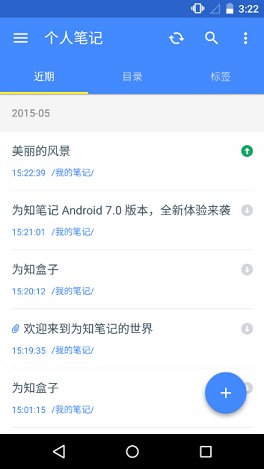 3:22
个人笔记
近期 目录 标签
2015-05
美丽的风景
15:22:39 /我的笔记/
为知笔记 Android 7.0 版本，全新体验来袭
15:21:01 /我的笔记/
为知盒子
15:20:12 /我的笔记/
欢迎来到为知笔记的世界
15:19:35 /我的笔记/
为知盒子
15:01:15 /我的笔记/